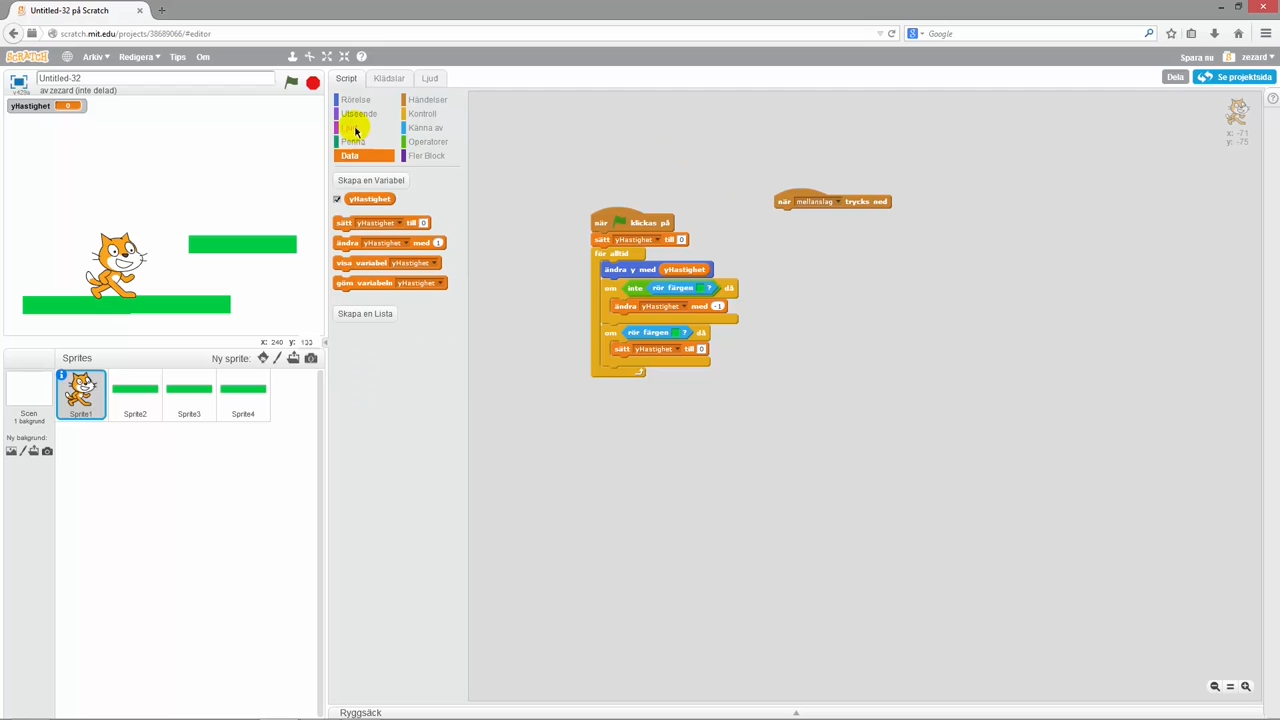 Untitled-32 på Scratch
scratch.mit.edu/projects/38689066/#editor
Google
SCRATCH
Arkiv
Redigera
Tips
Om
Spara nu
zezard
v429a
Untitled-32
av zezard (inte delad)
Script
Klädslar
Ljud
Dela
Se projektsida
yHastighet 0
Rörelse
Utseende
Penna
Data
Händelser
Kontroll
Känna av
Operatorer
Fler Block
Skapa en Variabel
yHastighet
sätt yHastighet till 0
ändra yHastighet med 1
visa variabel yHastighet
göm variabeln yHastighet
Skapa en Lista
när klickas på
sätt yHastighet till 0
för alltid
ändra y med yHastighet
om inte rör färgen ? då
ändra yHastighet med -1
om rör färgen ? då
sätt yHastighet till 0
när mellanslag trycks ned
x: -71
y: -75
x: 240 y:
Sprites
Ny sprite:
Scen
1 bakgrund
Ny bakgrund:
Sprite1
Sprite2
Sprite3
Sprite4
Ryggsäck